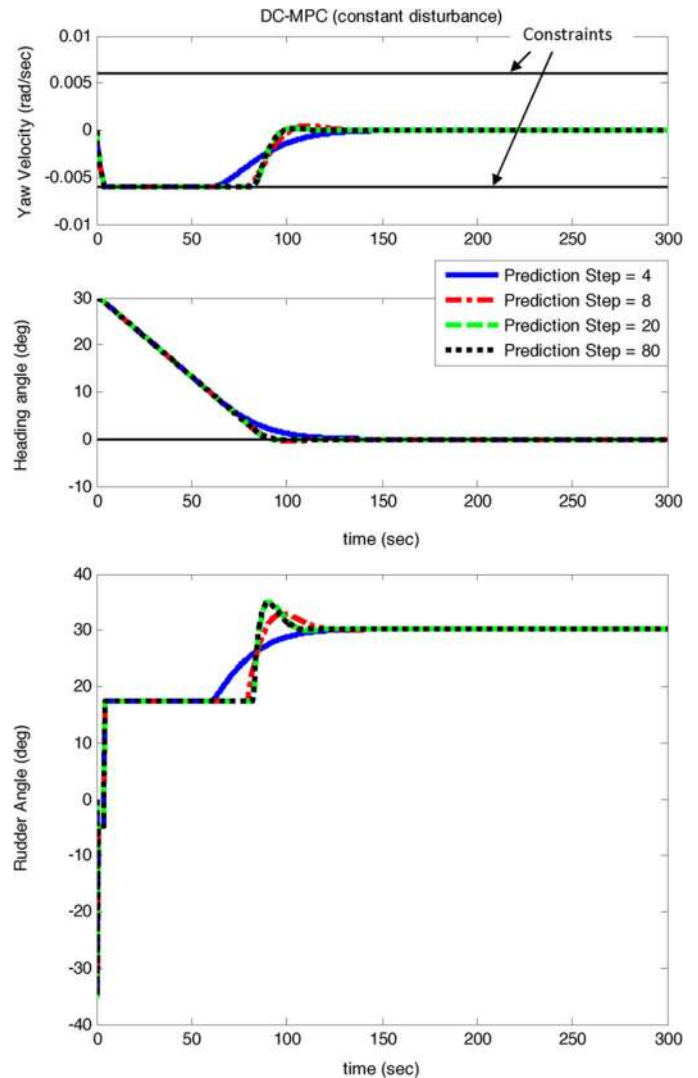 DC-MPC (constant disturbance)
Constraints
Yaw Velocity (rad/sec)
0.01
0.005
0
-0.005
-0.01
0 50 100 150 200 250 300
Heading angle (deg)
30
20
10
0
-10
Prediction Step = 4
Prediction Step = 8
Prediction Step = 20
Prediction Step = 80
0 50 100 150 200 250 300
time (sec)
Rudder Angle (deg)
40
30
20
10
0
-10
-20
-30
-40
0 50 100 150 200 250 300
time (sec)